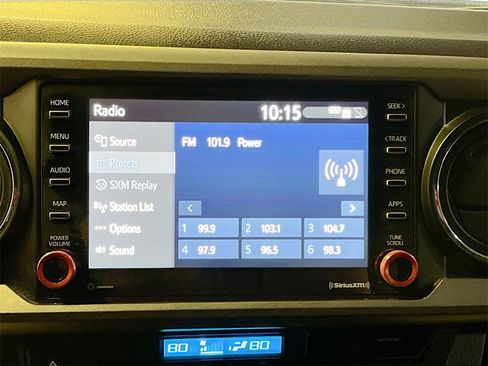 Radio 10:15
HOME
MENU
AUDIO
MAP
POWER
VOLUME
Source
Presets
SXM Replay
Station List
Options
Sound
FM 101.9 Power
1 99.9 2 103.1 3 104.7
4 97.9 5 96.5 6 98.3
SEEK >
< TRACK
PHONE
APPS
TUNE
SCROLL
((SiriusXM))
80 80